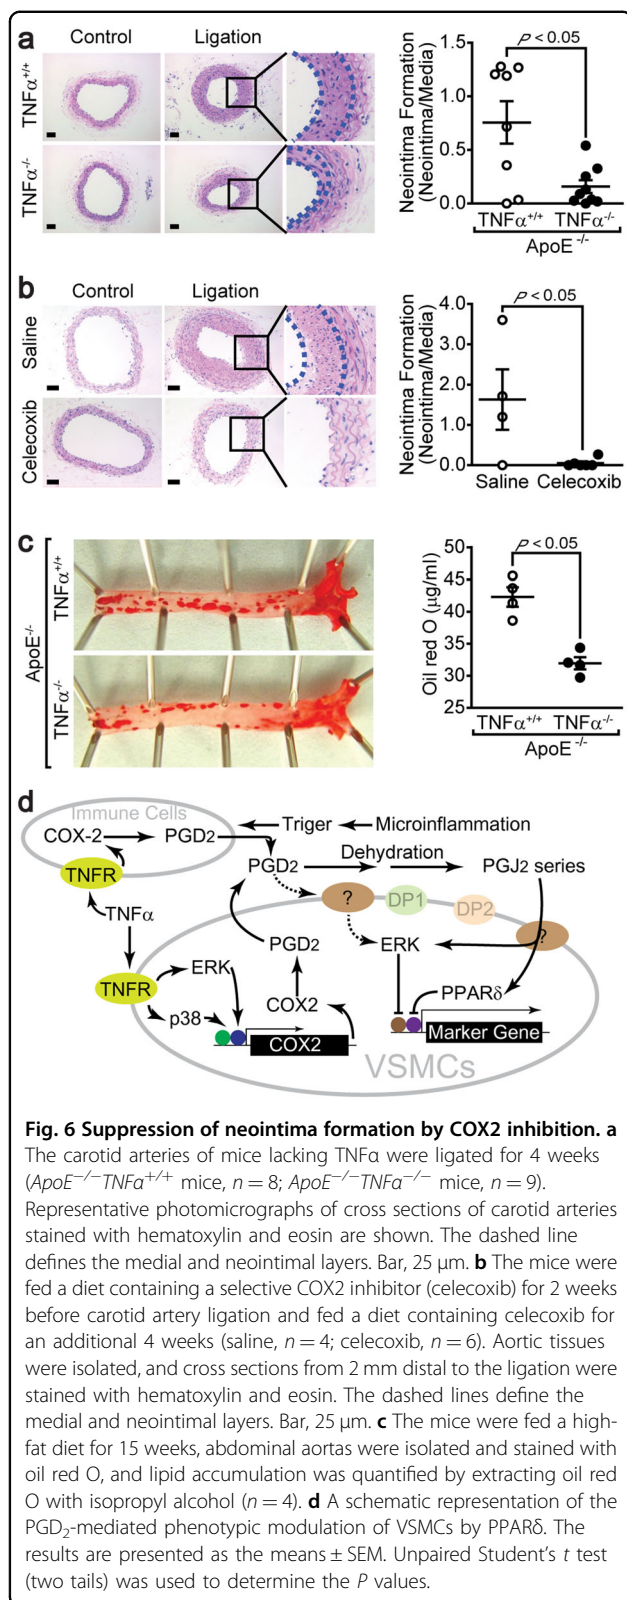 a
Control
Ligation
TNFα+/+
TNFα-/-
Neointima Formation
(Neointima/Media)
1.5
1.0
0.5
0.0
P < 0.05
TNFα+/+ TNFα-/-
ApoE-/-
b
Control
Ligation
Saline
Celecoxib
Neointima Formation
(Neointima/Media)
4.0
3.0
2.0
1.0
0.0
P < 0.05
Saline Celecoxib
c
ApoE-/-
TNFα+/+
TNFα-/-
Oil red O (μg/ml)
50
45
40
35
30
25
P < 0.05
TNFα+/+ TNFα-/-
ApoE-/-
d
Immune Cells
COX-2 PGD2 Triger Microinflammation
TNFR
PGD2 Dehydration PGJ2 series
TNFα
? DP1 DP2 ?
PGD2 ERK
TNFR ERK
COX2 PPARδ
p38
COX2 Marker Gene
VSMCs
Fig. 6 Suppression of neointima formation by COX2 inhibition. a
The carotid arteries of mice lacking TNFα were ligated for 4 weeks
(ApoE−/−TNFα+/+ mice, n = 8; ApoE−/−TNFα−/− mice, n = 9).
Representative photomicrographs of cross sections of carotid arteries
stained with hematoxylin and eosin are shown. The dashed line
defines the medial and neointimal layers. Bar, 25 μm. b The mice were
fed a diet containing a selective COX2 inhibitor (celecoxib) for 2 weeks
before carotid artery ligation and fed a diet containing celecoxib for
an additional 4 weeks (saline, n = 4; celecoxib, n = 6). Aortic tissues
were isolated, and cross sections from 2 mm distal to the ligation were
stained with hematoxylin and eosin. The dashed lines define the
medial and neointimal layers. Bar, 25 μm. c The mice were fed a high-
fat diet for 15 weeks, abdominal aortas were isolated and stained with
oil red O, and lipid accumulation was quantified by extracting oil red
O with isopropyl alcohol (n = 4). d A schematic representation of the
PGD2-mediated phenotypic modulation of VSMCs by PPARδ. The
results are presented as the means ± SEM. Unpaired Student's t test
(two tails) was used to determine the P values.